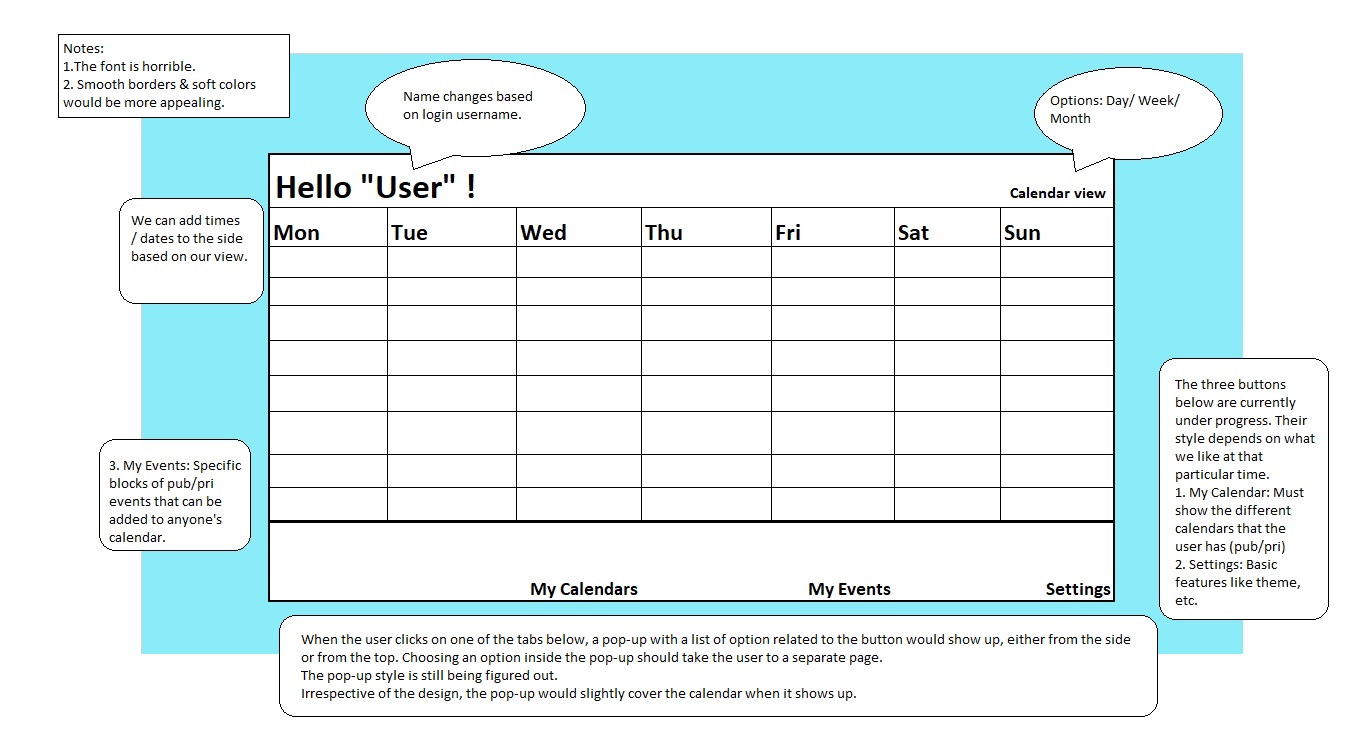 Notes:
1.The font is horrible.
2. Smooth borders & soft colors
would be more appealing.
Name changes based
on login username.
Options: Day/ Week/
Month
Hello "User" !
Calendar view
We can add times
/ dates to the side
based on our view.
Mon Tue Wed Thu Fri Sat Sun
The three buttons
below are currently
under progress. Their
style depends on what
we like at that
particular time.
1. My Calendar: Must
show the different
calendars that the
user has (pub/pri)
2. Settings: Basic
features like theme,
etc.
3. My Events: Specific
blocks of pub/pri
events that can be
added to anyone's
calendar.
My Calendars My Events Settings
When the user clicks on one of the tabs below, a pop-up with a list of option related to the button would show up, either from the side
or from the top. Choosing an option inside the pop-up should take the user to a separate page.
The pop-up style is still being figured out.
Irrespective of the design, the pop-up would slightly cover the calendar when it shows up.